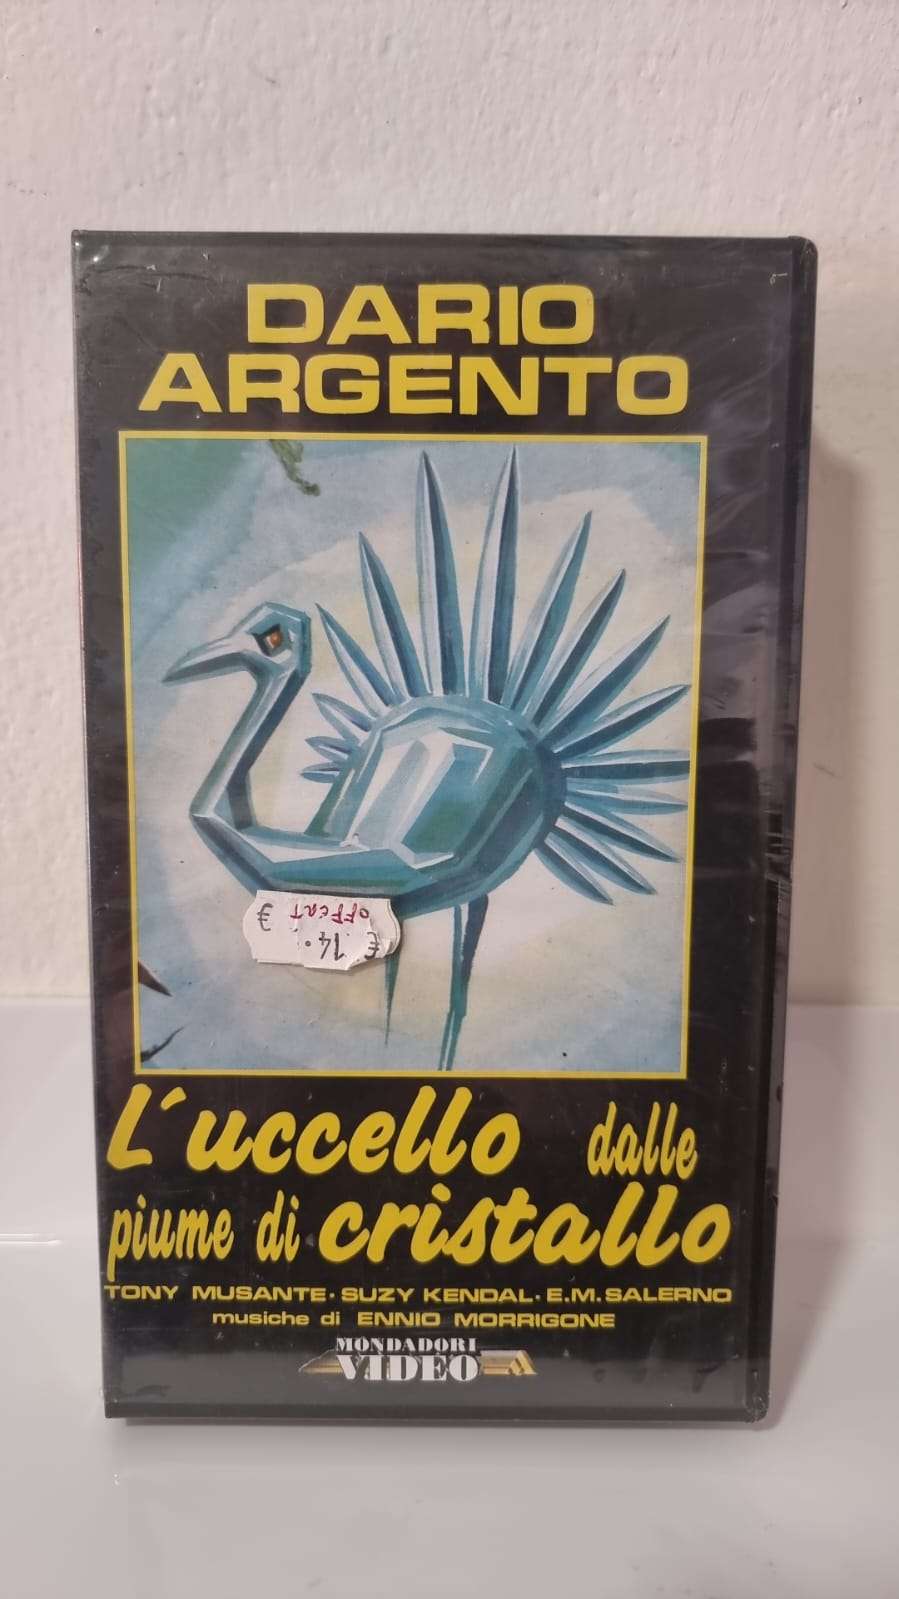 DARIO
ARGENTO
€ 14.
OFFERT €
L'uccello dalle
piume di cristallo
TONY MUSANTE · SUZY KENDAL · E.M. SALERNO
musiche di ENNIO MORRIGONE
MONDADORI
VIDEO